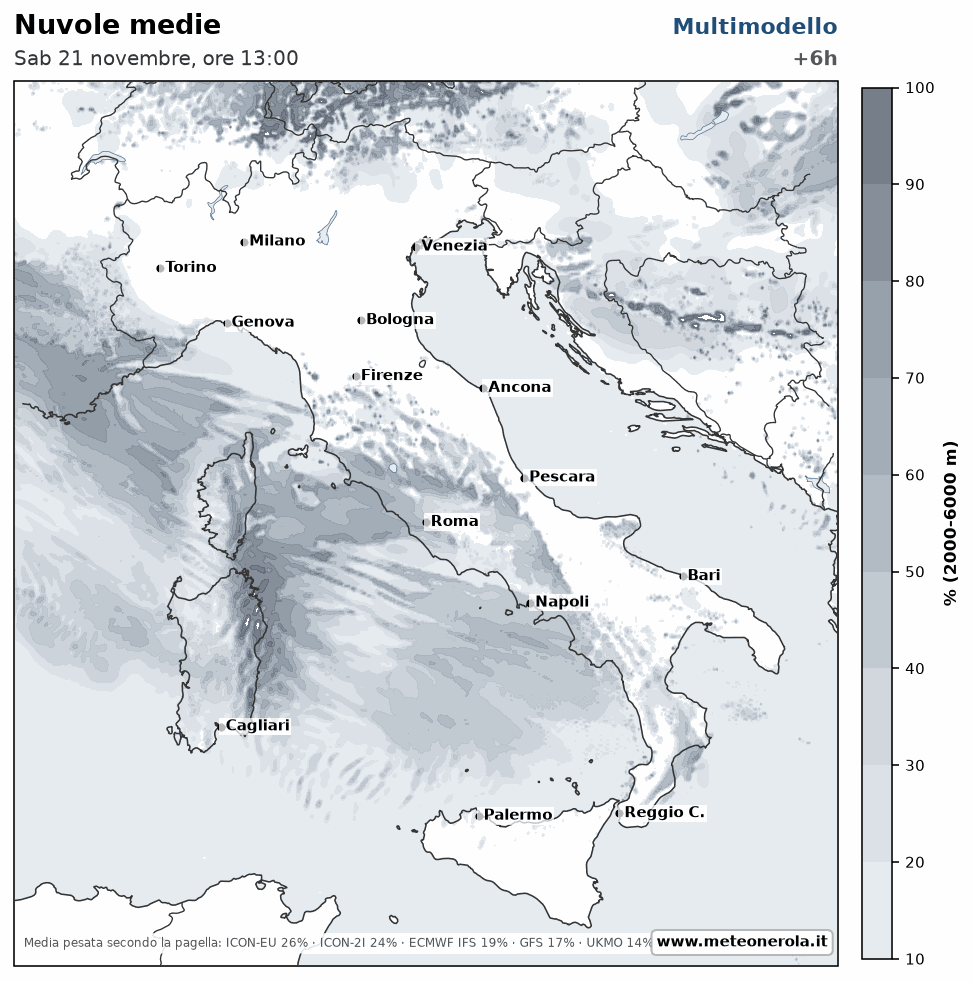 Nuvole medie
Multimodello
Sab 21 novembre, ore 13:00
+6h
Milano
Venezia
Torino
Genova
Bologna
Firenze
Ancona
Pescara
Roma
Bari
Napoli
Cagliari
Palermo
Reggio C.
Media pesata secondo la pagella: ICON-EU 26% · ICON-2I 24% · ECMWF IFS 19% · GFS 17% · UKMO 14%
www.meteonerola.it
100
90
80
70
60
50
40
30
20
10
% (2000-6000 m)